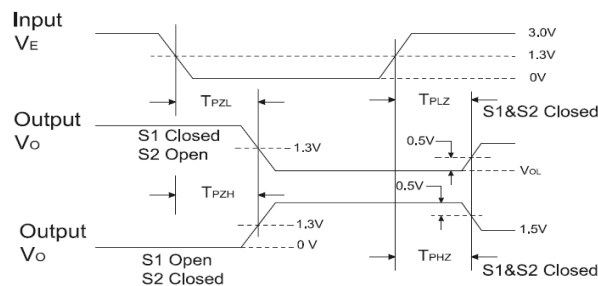 Input
VE
3.0V
1.3V
0V
TPZL
TPLZ
S1&S2 Closed
Output
VO
S1 Closed
S2 Open
1.3V
0.5V
VOL
TPZH
0.5V
Output
VO
1.3V
0 V
1.5V
S1 Open
S2 Closed
TPHZ
S1&S2 Closed